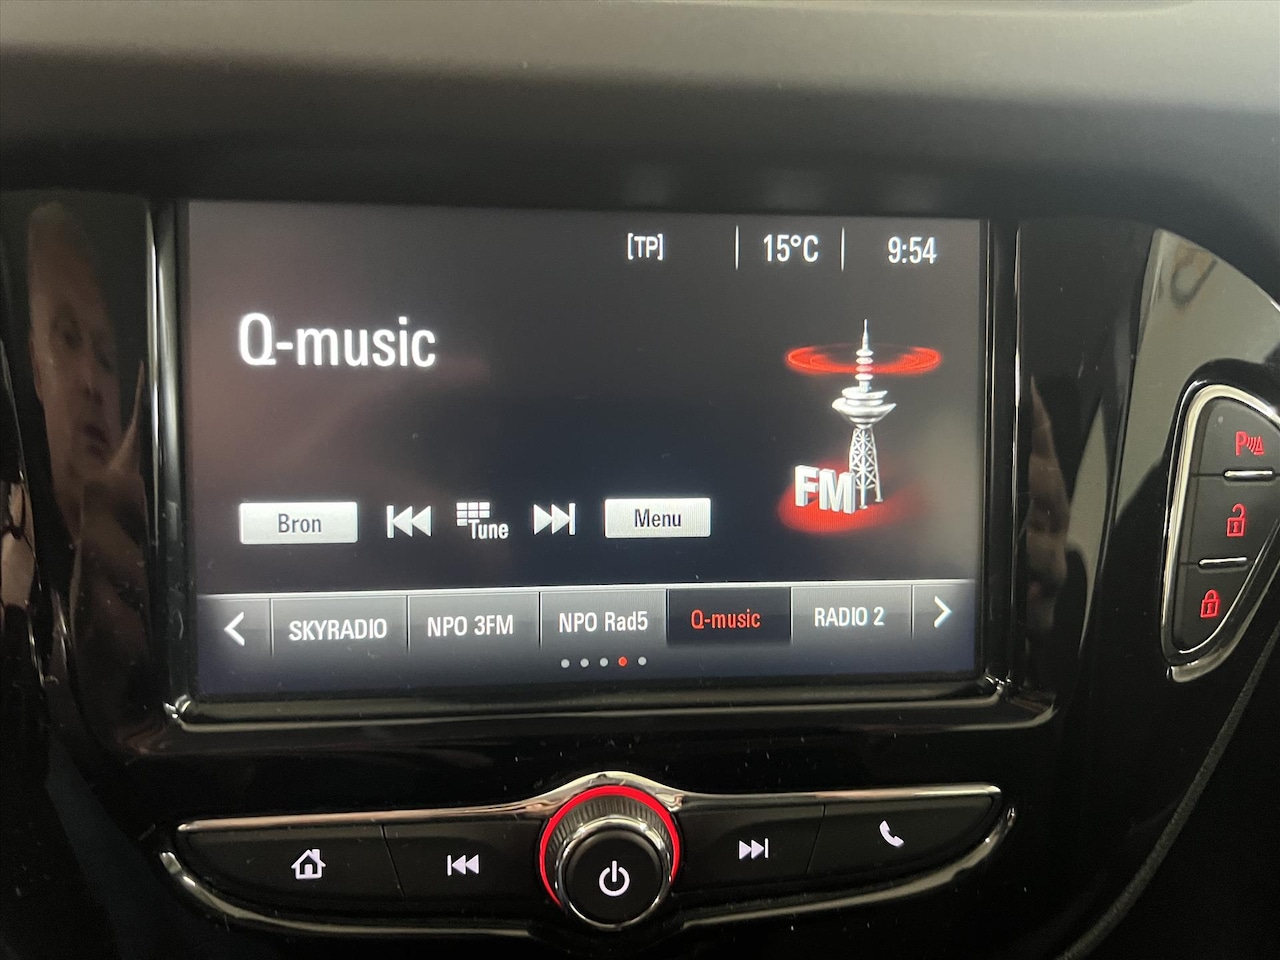 [TP] 15°C 9:54
Q-music
FM
Bron Tune Menu
SKYRADIO NPO 3FM NPO Rad5 Q-music RADIO 2
P